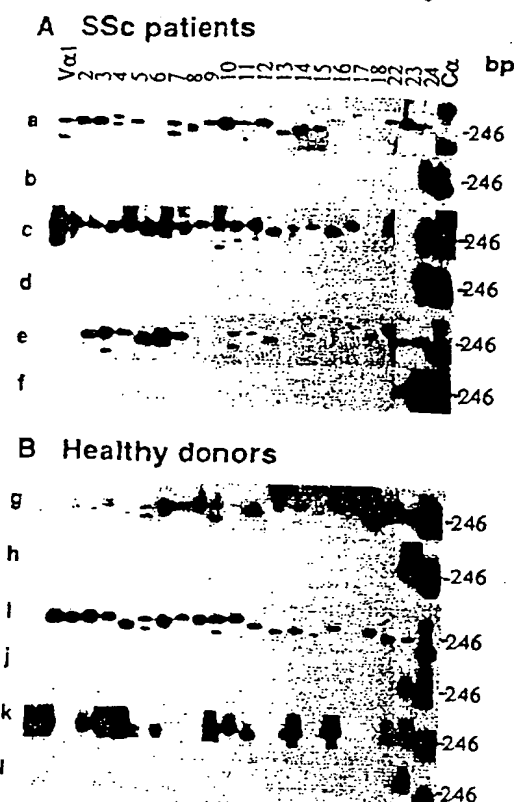 A SSc patients
Vα1 2 3 4 5 6 7 8 9 10 11 12 13 14 15 16 17 18 22 23 24 Cα bp
a -246
b -246
c -246
d -246
e -246
f -246
B Healthy donors
g -246
h -246
I -246
j -246
k -246
l -246